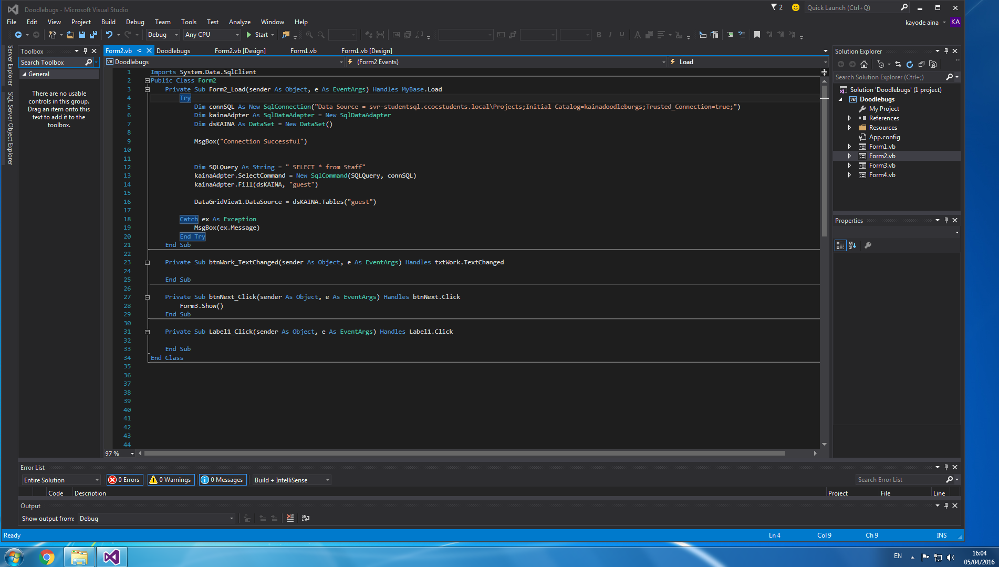 Doodlebugs - Microsoft Visual Studio
2
Quick Launch (Ctrl+Q)
File Edit View Project Build Debug Team Tools Test Analyze Window Help
kayode aina KA
Debug Any CPU Start
Server Explorer
SQL Server Object Explorer
Toolbox
Search Toolbox
General
There are no usable
controls in this group.
Drag an item onto this
text to add it to the
toolbox.
Form2.vb Doodlebugs Form2.vb [Design] Form1.vb Form1.vb [Design]
Doodlebugs (Form2 Events) Load
1 Imports System.Data.SqlClient
2 Public Class Form2
3 Private Sub Form2_Load(sender As Object, e As EventArgs) Handles MyBase.Load
4 Try
5 Dim connSQL As New SqlConnection("Data Source = svr-studentsql.ccocstudents.local\Projects;Initial Catalog=kainadoodleburgs;Trusted_Connection=true;")
6 Dim kainaAdpter As SqlDataAdapter = New SqlDataAdapter
7 Dim dsKAINA As DataSet = New DataSet()
8
9 MsgBox("Connection Successful")
10
11
12 Dim SQLQuery As String = " SELECT * from Staff"
13 kainaAdpter.SelectCommand = New SqlCommand(SQLQuery, connSQL)
14 kainaAdpter.Fill(dsKAINA, "guest")
15
16 DataGridView1.DataSource = dsKAINA.Tables("guest")
17
18 Catch ex As Exception
19 MsgBox(ex.Message)
20 End Try
21 End Sub
22
23 Private Sub btnWork_TextChanged(sender As Object, e As EventArgs) Handles txtWork.TextChanged
24
25 End Sub
26
27 Private Sub btnNext_Click(sender As Object, e As EventArgs) Handles btnNext.Click
28 Form3.Show()
29 End Sub
30
31 Private Sub Label1_Click(sender As Object, e As EventArgs) Handles Label1.Click
32
33 End Sub
34 End Class
35
36
37
38
39
40
41
42
43
44
97 %
Solution Explorer
Search Solution Explorer (Ctrl+;)
Solution 'Doodlebugs' (1 project)
VB Doodlebugs
My Project
References
Resources
App.config
Form1.vb
Form2.vb
Form3.vb
Form4.vb
Properties
Error List
Entire Solution 0 Errors 0 Warnings 0 Messages Build + IntelliSense
Search Error List
Code Description Project File Line
Output
Show output from: Debug
Ready Ln 4 Col 9 Ch 9 INS
EN
16:04
05/04/2016